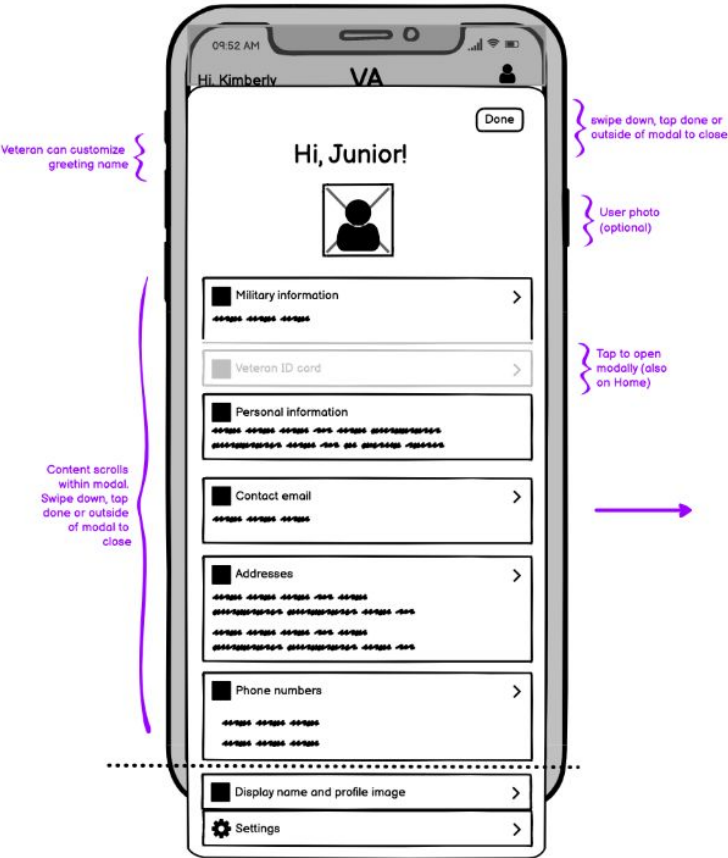 09:52 AM
Hi, Kimberly
VA
Done
swipe down, tap done or
outside of modal to close
Veteran can customize
greeting name
Hi, Junior!
User photo
(optional)
Military information
Tap to open
modally (also
on Home)
Veteran ID card
Personal information
Content scrolls
within modal.
Swipe down, tap
done or outside
of modal to
close
Contact email
Addresses
Phone numbers
Display name and profile image
Settings